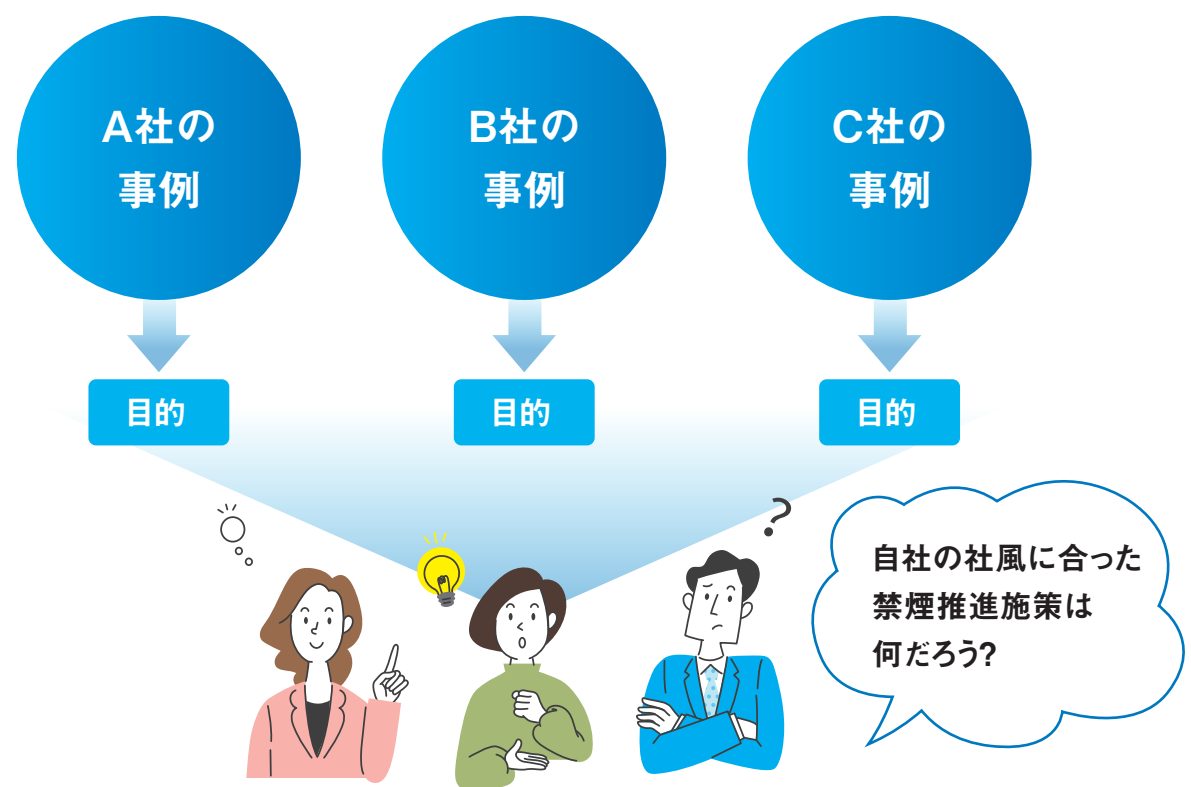 A社の
事例
B社の
事例
C社の
事例
目的
目的
目的
?
自社の社風に合った
禁煙推進施策は
何だろう?